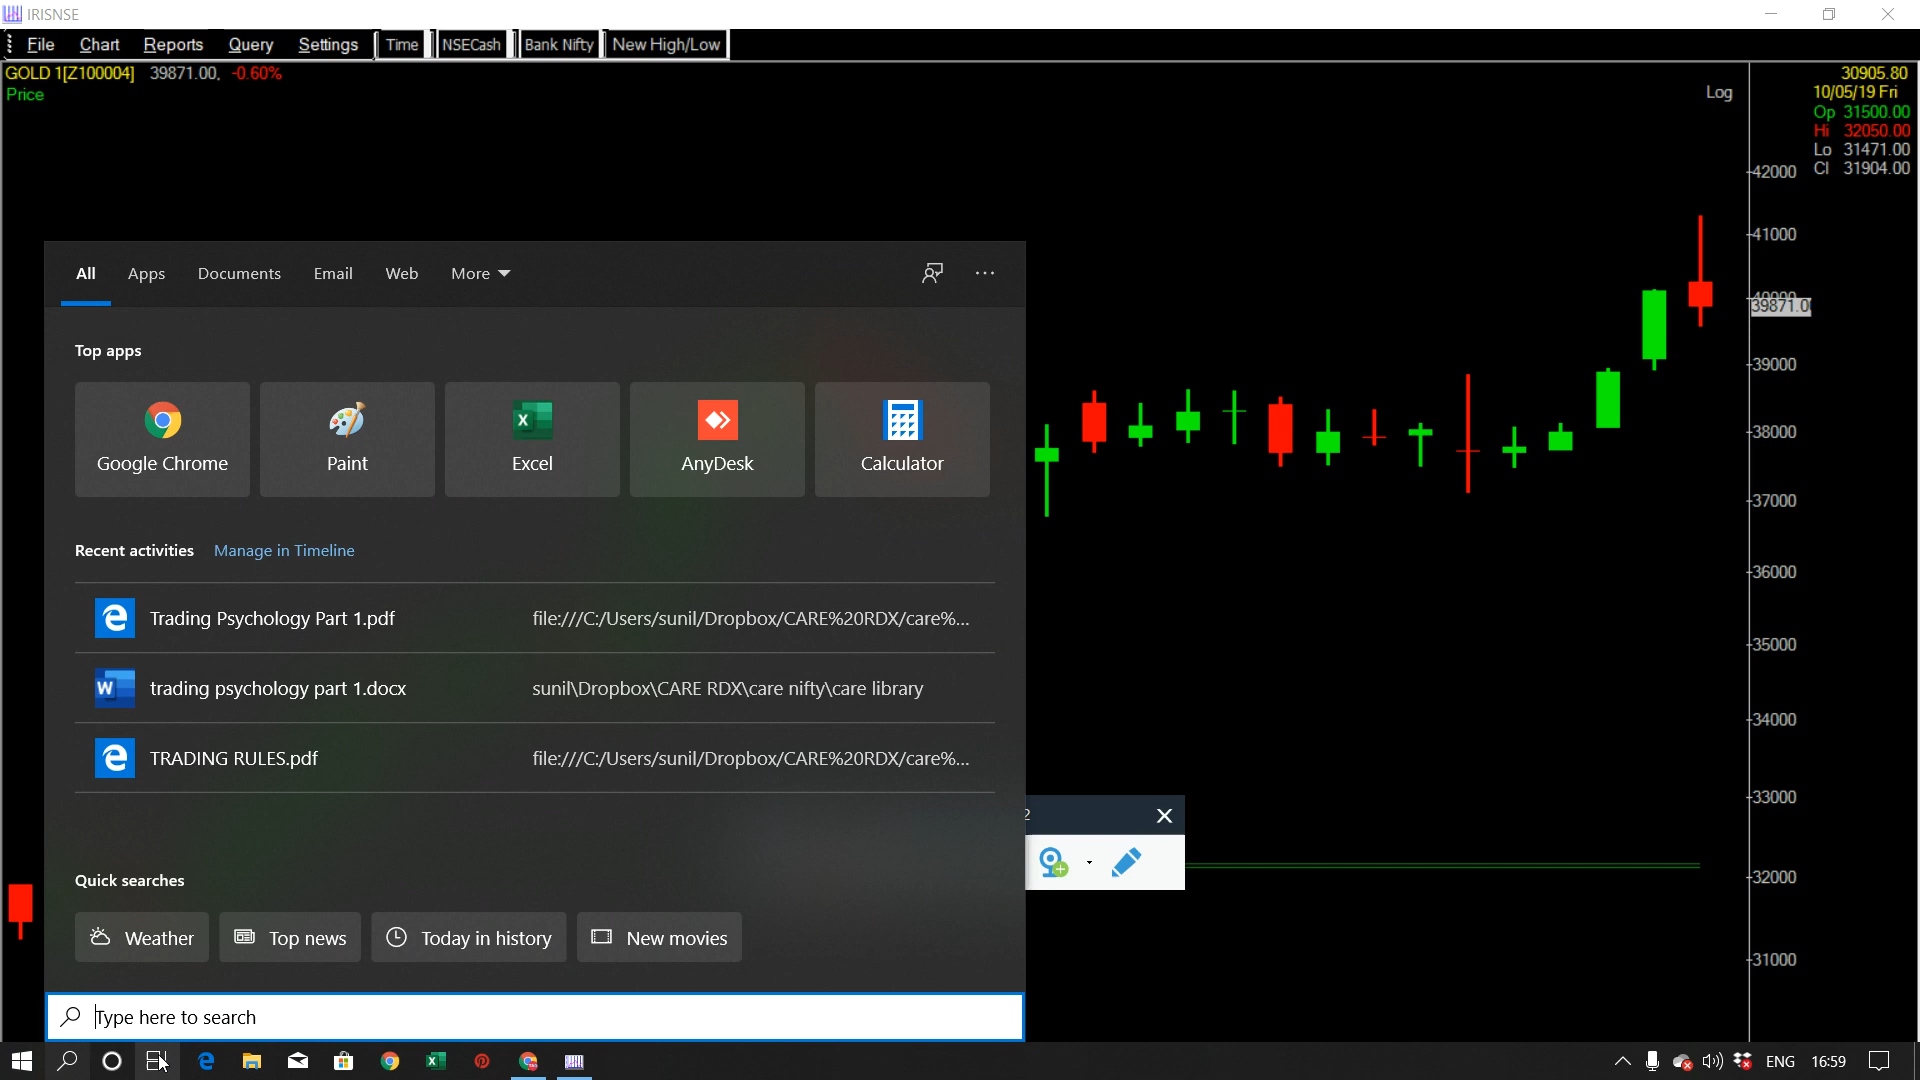 IRISNSE
File Chart Reports Query Settings Time NSECash Bank Nifty New High/Low
GOLD 1[Z100004] 39871.00, -0.60%
Price
Log
30905.80
10/05/19 Fri
Op 31500.00
Hi 32050.00
Lo 31471.00
Cl 31904.00
42000
41000
40000
39871.0
39000
38000
37000
36000
35000
34000
33000
32000
31000
All Apps Documents Email Web More
Top apps
Google Chrome Paint Excel AnyDesk Calculator
Recent activities Manage in Timeline
Trading Psychology Part 1.pdf file:///C:/Users/sunil/Dropbox/CARE%20RDX/care%...
trading psychology part 1.docx sunil\Dropbox\CARE RDX\care nifty\care library
TRADING RULES.pdf file:///C:/Users/sunil/Dropbox/CARE%20RDX/care%...
2
Quick searches
Weather Top news Today in history New movies
Type here to search
ENG 16:59